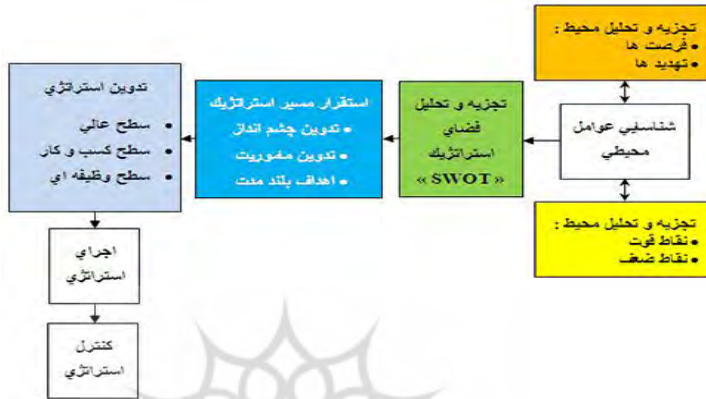 تجزيه و تحليل محيط :
• فرصت ها
• تهديد ها
شناسايي عوامل
محيطي
تجزيه و تحليل محيط :
• نقاط قوت
• نقاط ضعف
تجزيه و تحليل
فضاي
استراتژيك
« SWOT »
استقرار مسير استراتژيك
• تدوين چشم انداز
• تدوين ماموريت
• اهداف بلند مدت
تدوين استراتژي
• سطح عالي
• سطح كسب و كار
• سطح وظيفه اي
اجراي
استراتژي
كنترل
استراتژي